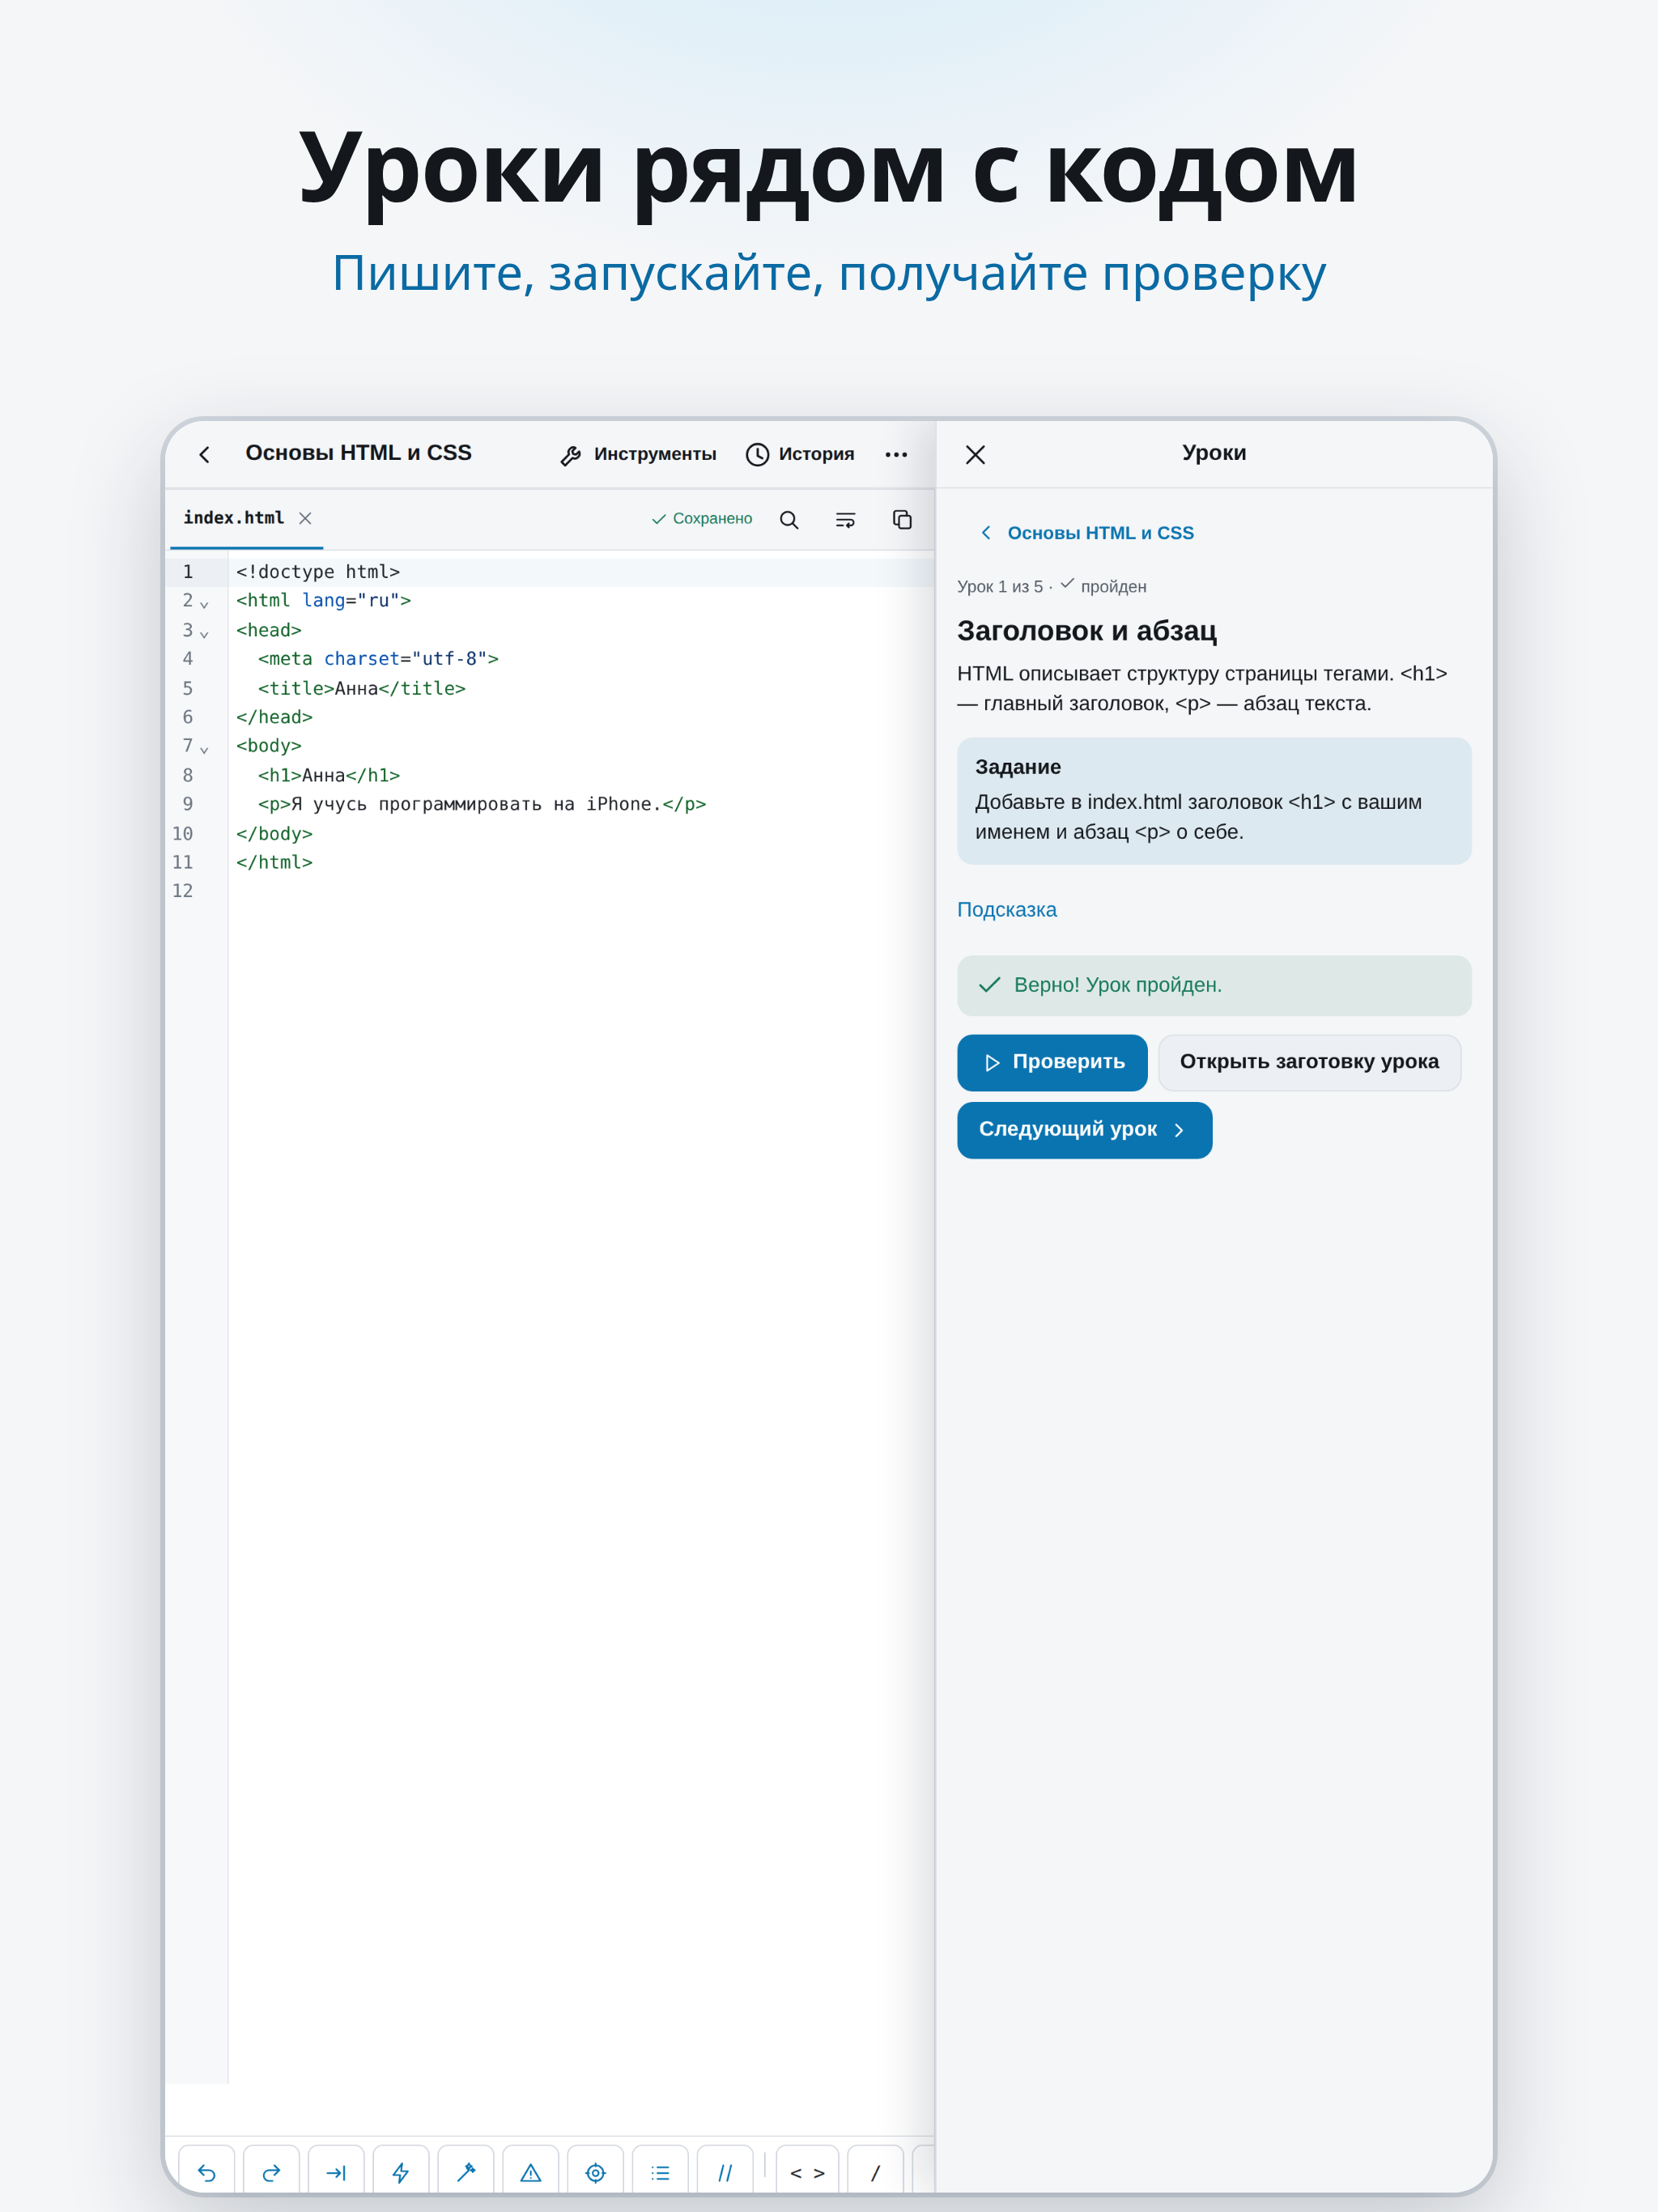 Уроки рядом с кодом
Пишите, запускайте, получайте проверку
Основы HTML и CSS
Инструменты
История
index.html
Сохранено
1 <!doctype html>
2 <html lang="ru">
3 <head>
4 <meta charset="utf-8">
5 <title>Анна</title>
6 </head>
7 <body>
8 <h1>Анна</h1>
9 <p>Я учусь программировать на iPhone.</p>
10 </body>
11 </html>
12
// < > /
Уроки
Основы HTML и CSS
Урок 1 из 5 · ✓ пройден
Заголовок и абзац
HTML описывает структуру страницы тегами. <h1>
— главный заголовок, <p> — абзац текста.
Задание
Добавьте в index.html заголовок <h1> с вашим
именем и абзац <p> о себе.
Подсказка
Верно! Урок пройден.
Проверить
Открыть заготовку урока
Следующий урок